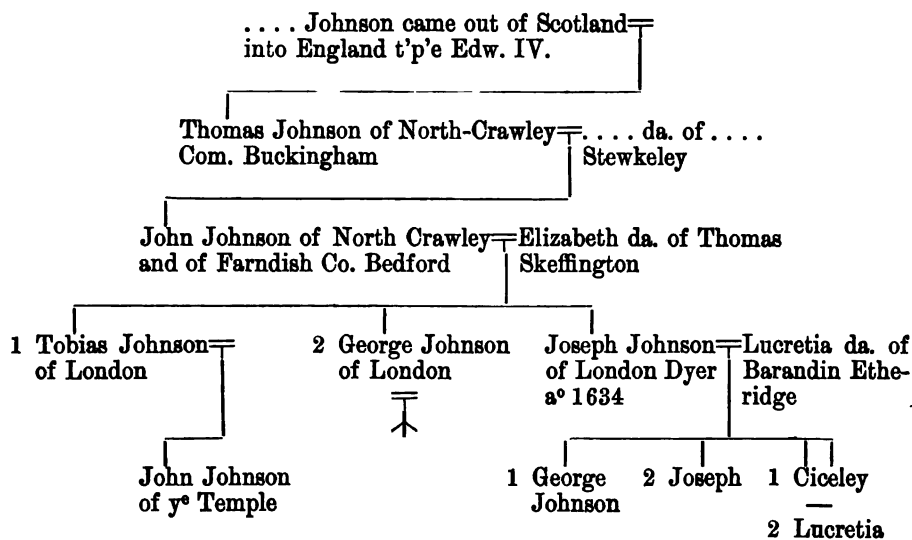 . . . . Johnson came out of Scotland
into England t'p'e Edw. IV.
Thomas Johnson of North-Crawley
Com. Buckingham
. . . . da. of . . . .
Stewkeley
John Johnson of North Crawley
and of Farndish Co. Bedford
Elizabeth da. of Thomas
Skeffington
1 Tobias Johnson
of London
2 George Johnson
of London
Joseph Johnson
of London Dyer
aº 1634
Lucretia da. of
Barandin Ethe-
ridge
John Johnson
of yᵉ Temple
1 George
Johnson
2 Joseph
1 Ciceley
2 Lucretia